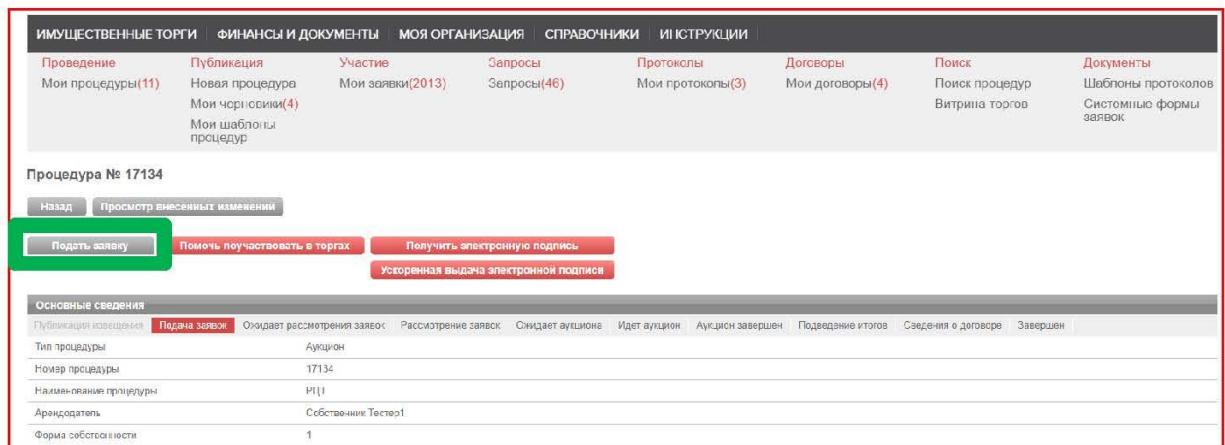 ИМУЩЕСТВЕННЫЕ ТОРГИ ФИНАНСЫ И ДОКУМЕНТЫ МОЯ ОРГАНИЗАЦИЯ СПРАВОЧНИКИ ИНСТРУКЦИИ
Проведение Публикация Участие Запросы Протоколы Договоры Поиск Документы
Мои процедуры(11) Новая процедура Мои заявки(2013) Запросы(46) Мои протоколы(3) Мои договоры(4) Поиск процедур Шаблоны протоколов
Мои черновики(4) Витрина торгов Системные формы
заявок
Мои шаблоны
процедур
Процедура № 17134
Назад Просмотр внесенных изменений
Подать заявку Помочь поучаствовать в торгах Получить электронную подпись
Ускоренная выдача электронной подписи
Основные сведения
Публикация извещения Подача заявок Ожидает рассмотрения заявок Рассмотрение заявок Ожидает аукциона Идет аукцион Аукцион завершен Подведение итогов Сведения о договоре Завершен
Тип процедуры Аукцион
Номер процедуры 17134
Наименование процедуры
Арендодатель Собственник Тестер1
Форма собственности 1